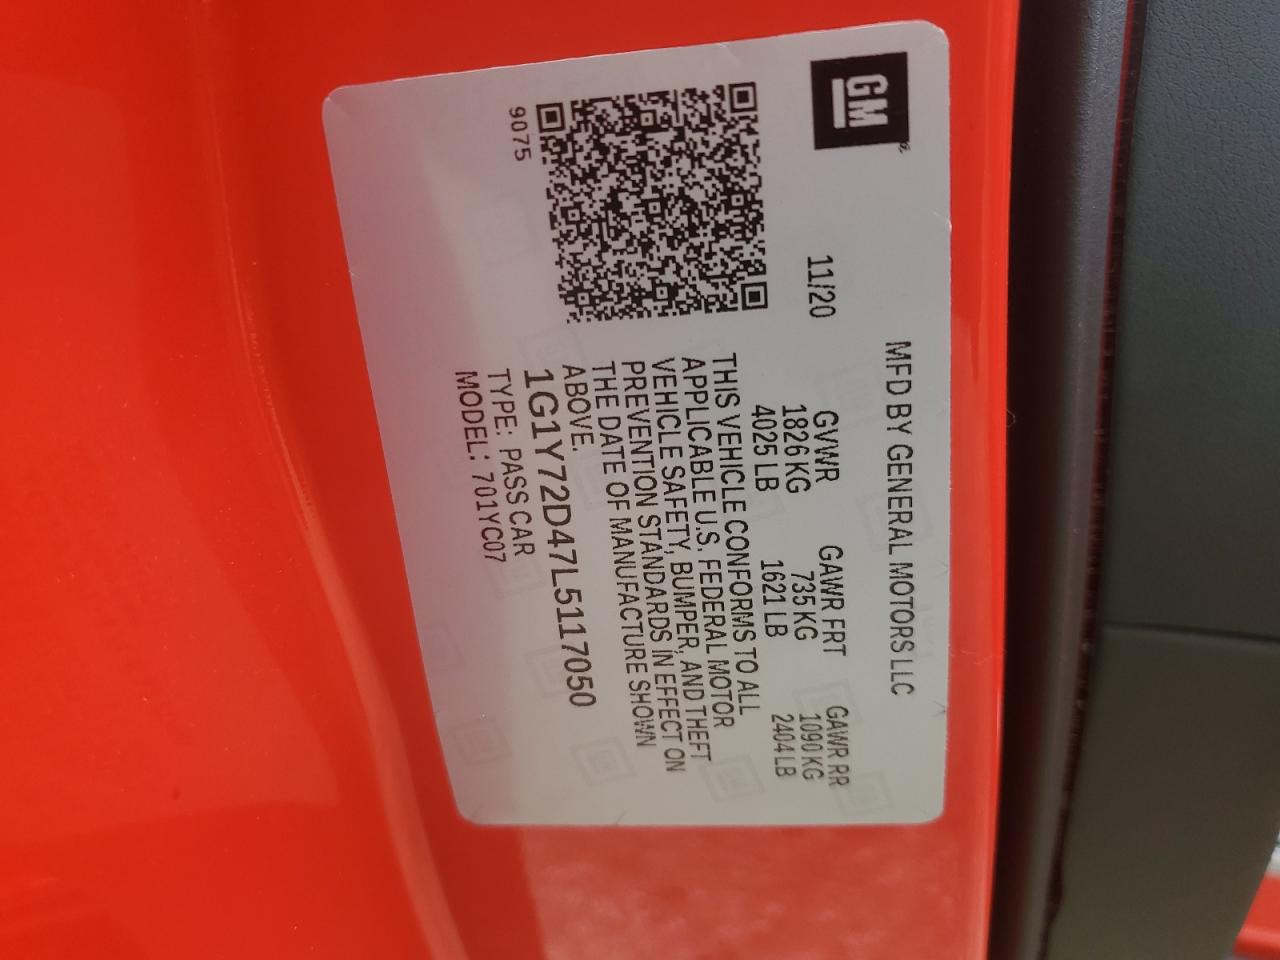 GM
MFD BY GENERAL MOTORS LLC
11/20
GVWR GAWR FRT GAWR RR
1826 KG 735 KG 1090 KG
4025 LB 1621 LB 2404 LB
THIS VEHICLE CONFORMS TO ALL
APPLICABLE U.S. FEDERAL MOTOR
VEHICLE SAFETY, BUMPER, AND THEFT
PREVENTION STANDARDS IN EFFECT ON
THE DATE OF MANUFACTURE SHOWN
ABOVE.
1G1Y72D47L5117050
TYPE: PASS CAR
MODEL: 701YC07
9075